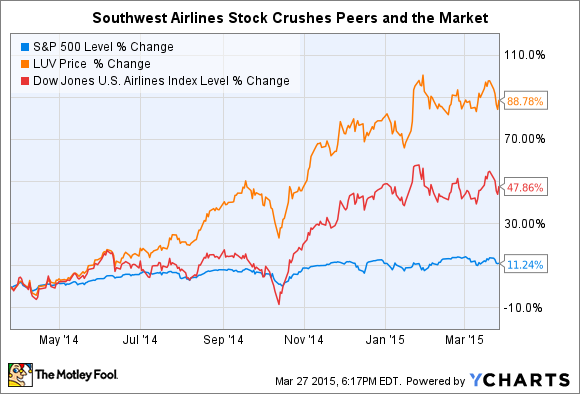 Southwest Airlines Stock Crushes Peers and the Market
S&P 500 Level % Change
LUV Price % Change
Dow Jones U.S. Airlines Index Level % Change
110.0%
88.78%
70.00%
47.86%
30.00%
11.24%
-10.0%
May '14
Jul '14
Sep '14
Nov '14
Jan '15
Mar '15
The Motley Fool.
Mar 27 2015, 6:17PM EDT. Powered by YCHARTS